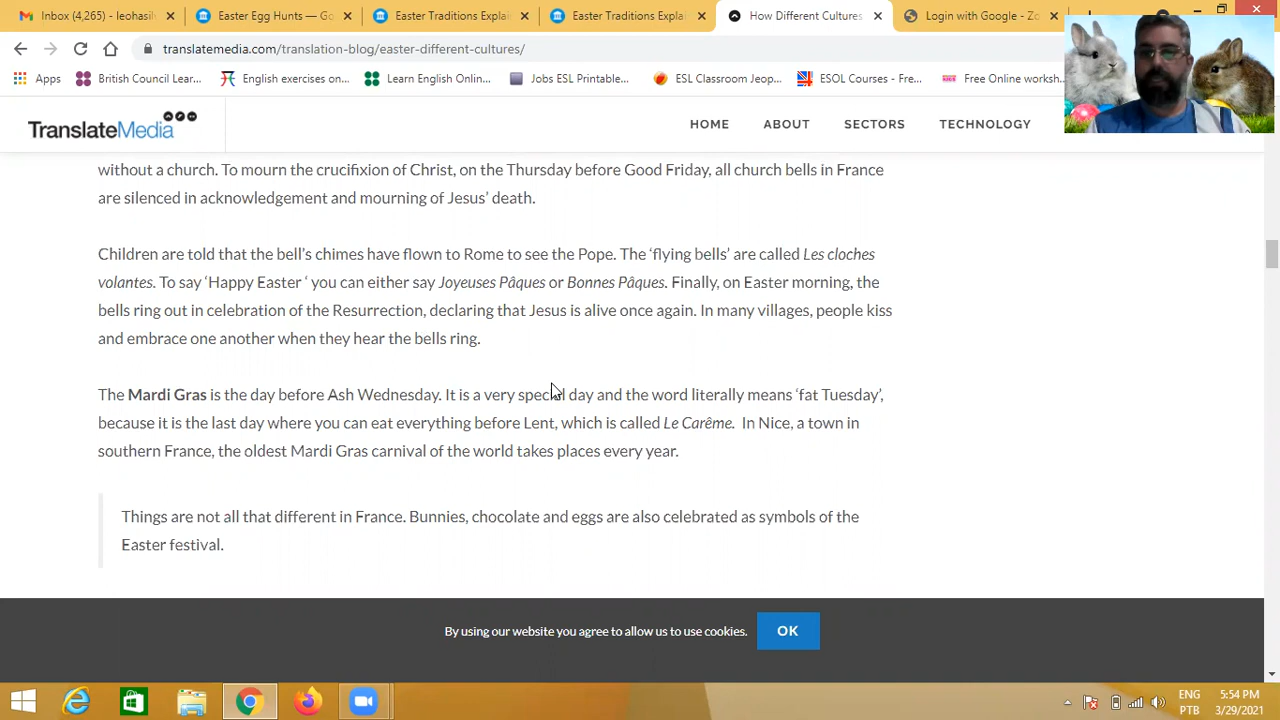 Inbox (4,265) - leohasil
Easter Egg Hunts — Go
Easter Traditions Explai
Easter Traditions Explai
How Different Cultures
Login with Google - Zo
translatemedia.com/translation-blog/easter-different-cultures/
Apps
British Council Lear...
English exercises on...
Learn English Onlin...
Jobs ESL Printable...
ESL Classroom Jeop...
ESOL Courses - Fre...
Free Online worksh...
TranslateMedia
HOME
ABOUT
SECTORS
TECHNOLOGY
without a church. To mourn the crucifixion of Christ, on the Thursday before Good Friday, all church bells in France
are silenced in acknowledgement and mourning of Jesus’ death.
Children are told that the bell’s chimes have flown to Rome to see the Pope. The ‘flying bells’ are called Les cloches
volantes. To say ‘Happy Easter ‘ you can either say Joyeuses Pâques or Bonnes Pâques. Finally, on Easter morning, the
bells ring out in celebration of the Resurrection, declaring that Jesus is alive once again. In many villages, people kiss
and embrace one another when they hear the bells ring.
The Mardi Gras is the day before Ash Wednesday. It is a very special day and the word literally means ‘fat Tuesday’,
because it is the last day where you can eat everything before Lent, which is called Le Carême. In Nice, a town in
southern France, the oldest Mardi Gras carnival of the world takes places every year.
Things are not all that different in France. Bunnies, chocolate and eggs are also celebrated as symbols of the
Easter festival.
By using our website you agree to allow us to use cookies.
OK
ENG
PTB
5:54 PM
3/29/2021